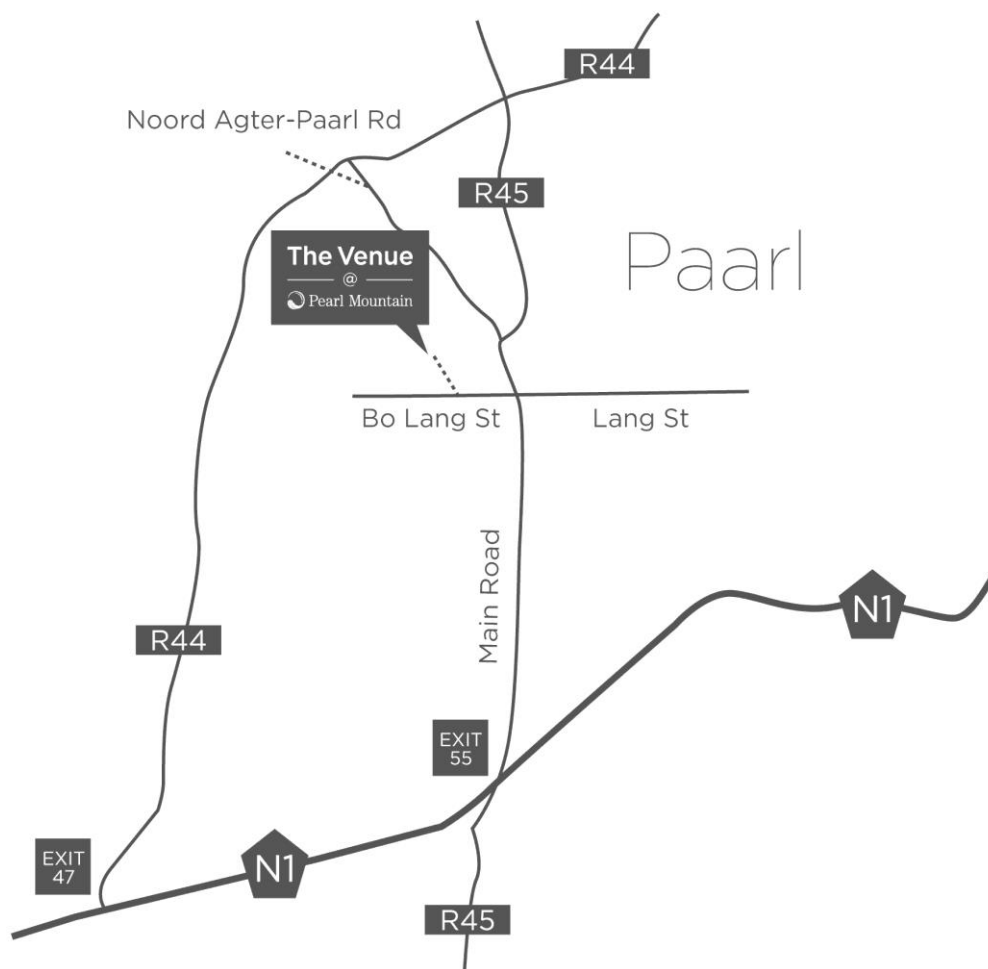 R44
Noord Agter-Paarl Rd
R45
Paarl
The Venue
@
Pearl Mountain
Bo Lang St
Lang St
Main Road
N1
R44
EXIT
55
EXIT
47
N1
R45